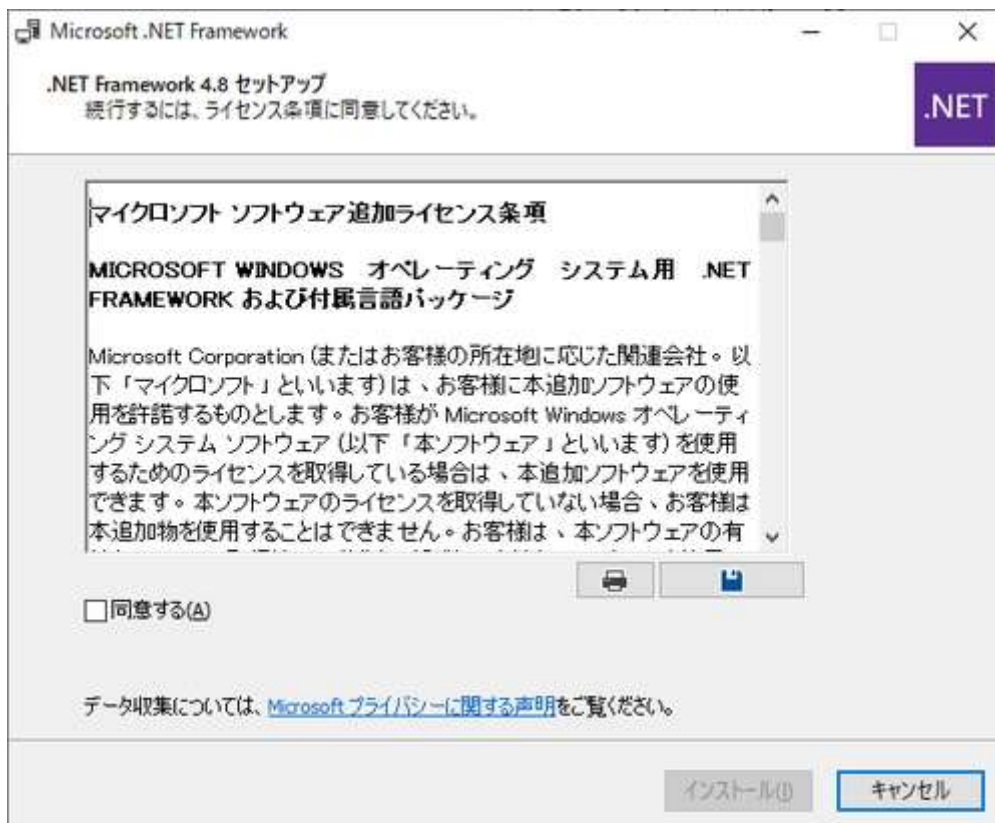 Microsoft .NET Framework
.NET Framework 4.8 セットアップ
続行するには、ライセンス条項に同意してください。
.NET
マイクロソフト ソフトウェア追加ライセンス条項
MICROSOFT WINDOWS オペレーティング システム用 .NET
FRAMEWORK および付属言語パッケージ
Microsoft Corporation (またはお客様の所在地に応じた関連会社。以
下「マイクロソフト」といいます) は、お客様に本追加ソフトウェアの使
用を許諾するものとします。お客様が Microsoft Windows オペレーティ
ング システム ソフトウェア (以下「本ソフトウェア」といいます) を使用
するためのライセンスを取得している場合は、本追加ソフトウェアを使用
できます。本ソフトウェアのライセンスを取得していない場合、お客様は
本追加物を使用することはできません。お客様は、本ソフトウェアの有
同意する(A)
データ収集については、Microsoft プライバシーに関する声明をご覧ください。
インストール(I)
キャンセル